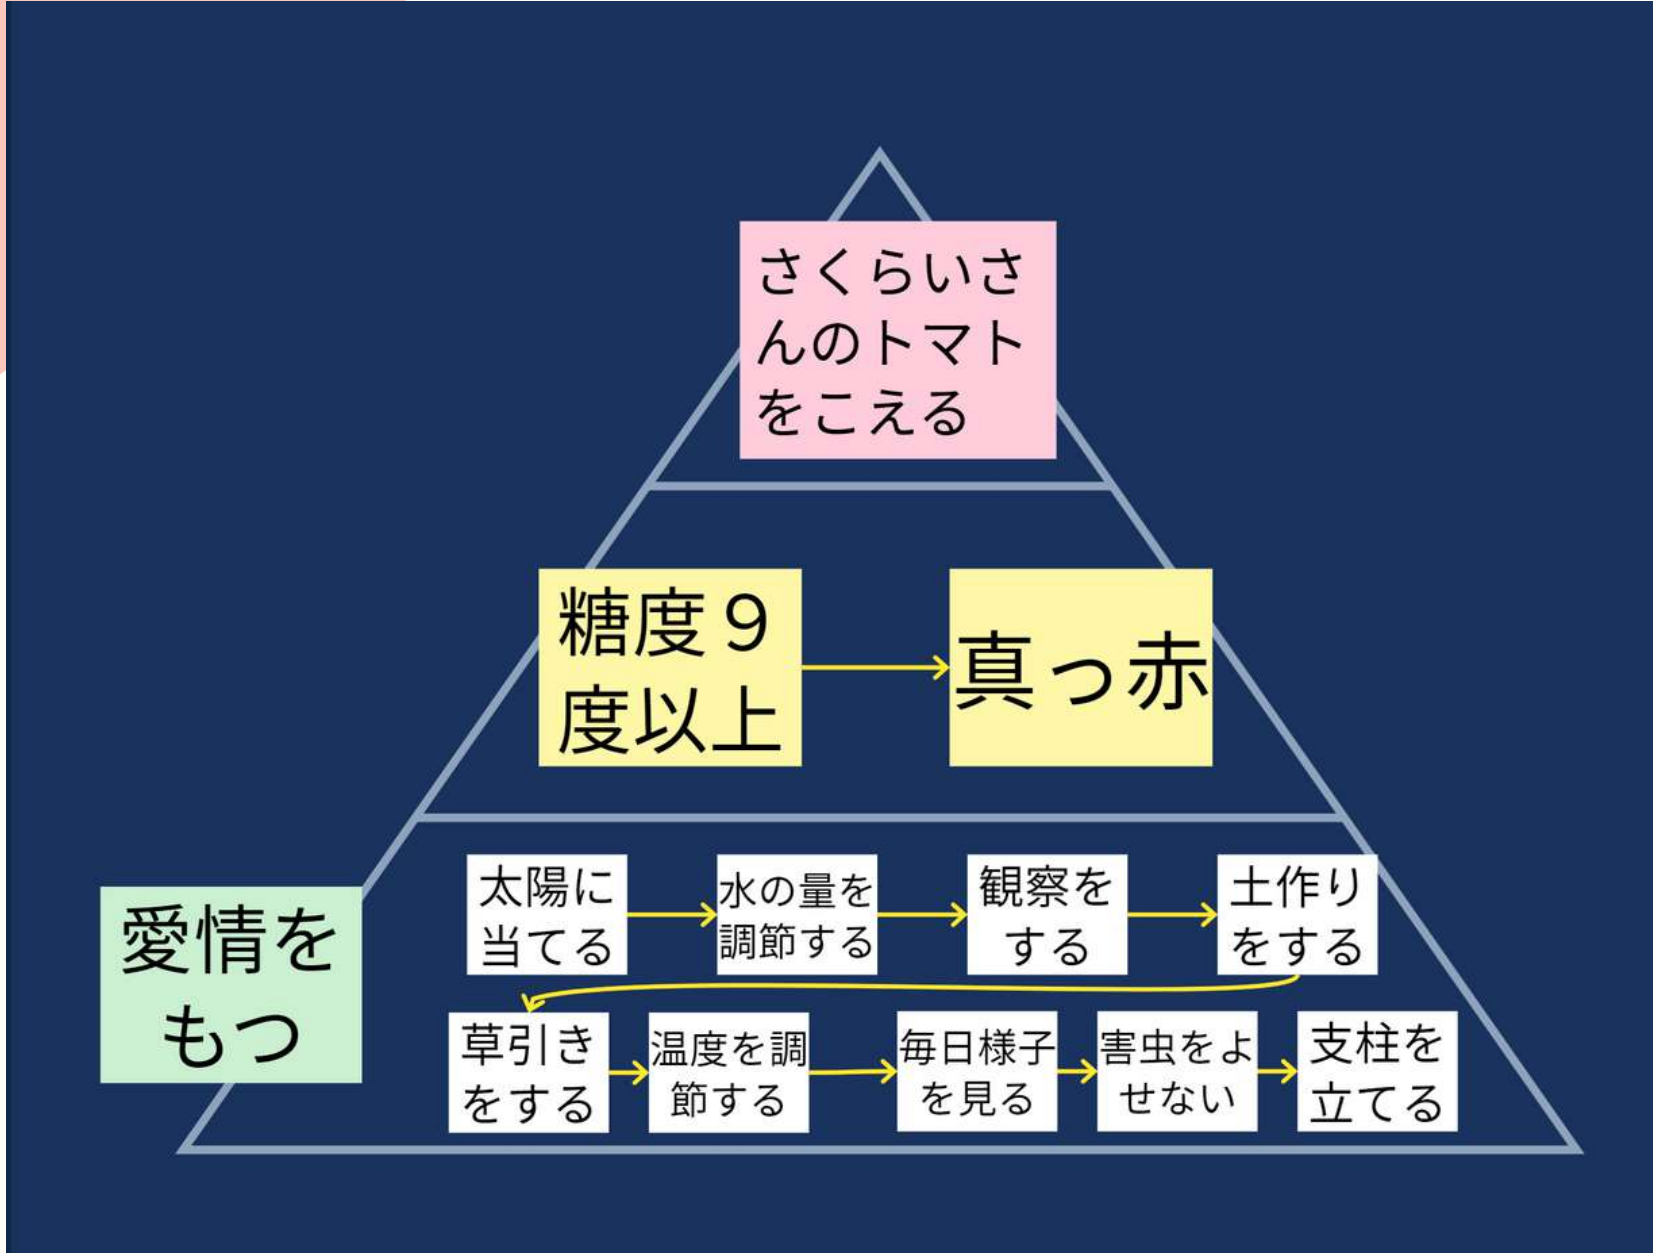 さくらいさ
んのトマト
をこえる
糖度９
度以上
真っ赤
愛情を
もつ
太陽に
当てる
水の量を
調節する
観察を
する
土作り
をする
草引き
をする
温度を調
節する
毎日様子
を見る
害虫をよ
せない
支柱を
立てる